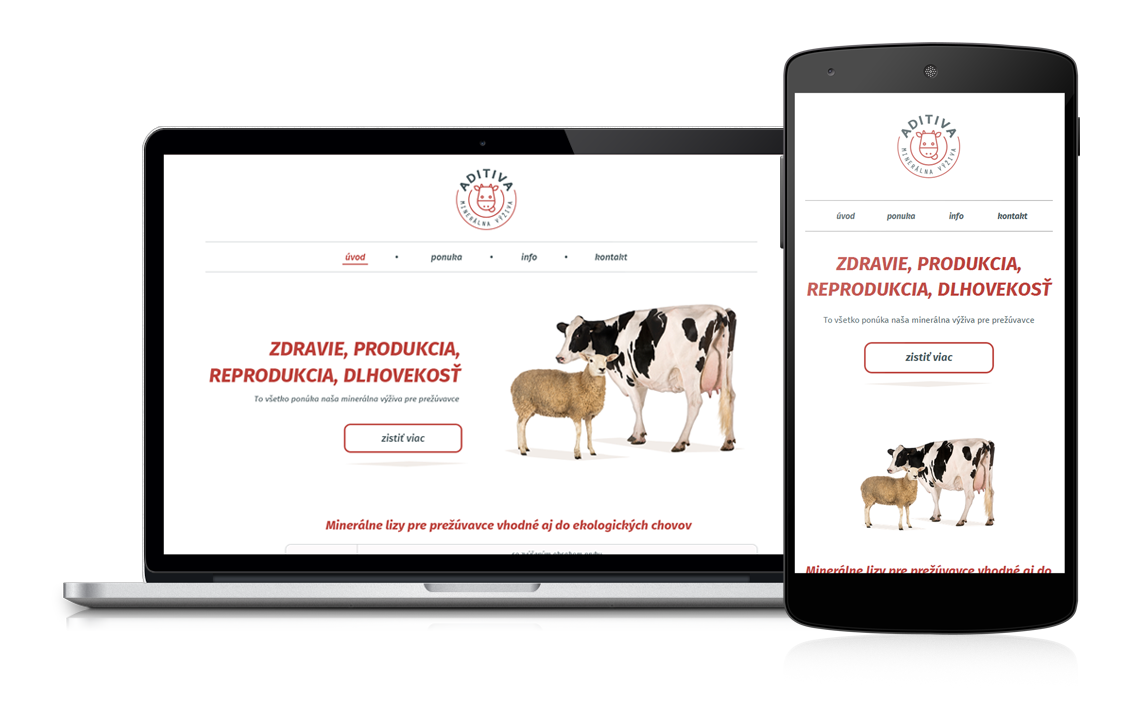 ADITIVA
MINERÁLNA VÝŽIVA
úvod • ponuka • info • kontakt
ZDRAVIE, PRODUKCIA,
REPRODUKCIA, DLHOVEKOSŤ
To všetko ponúka naša minerálna výživa pre prežúvavce
zistiť viac
Minerálne lizy pre prežúvavce vhodné aj do ekologických chovov
ADITIVA
MINERÁLNA VÝŽIVA
úvod ponuka info kontakt
ZDRAVIE, PRODUKCIA,
REPRODUKCIA, DLHOVEKOSŤ
To všetko ponúka naša minerálna výživa pre prežúvavce
zistiť viac
Minerálne lizy pre prežúvavce vhodné aj do